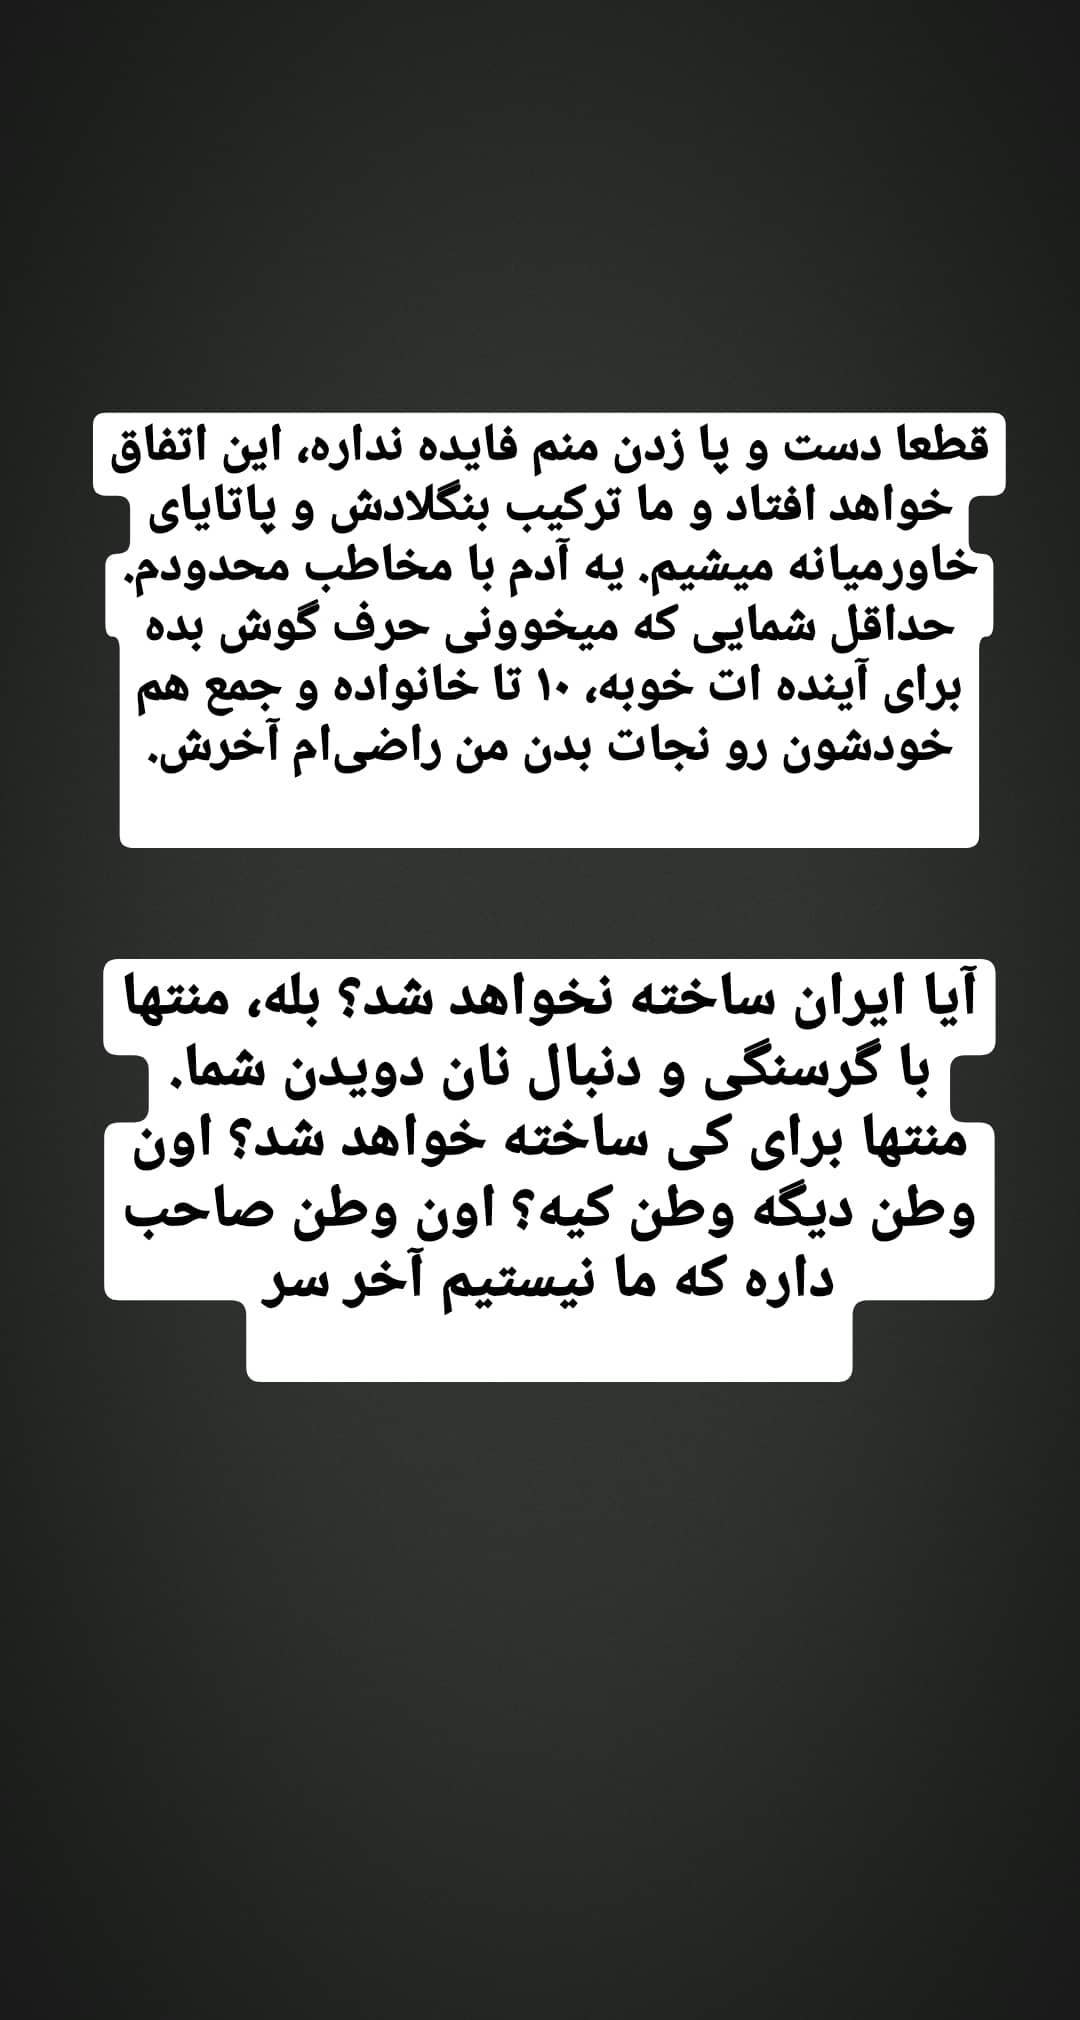 قطعا دست و پا زدن منم فایده نداره، این اتفاق
خواهد افتاد و ما ترکیب بنگلادش و پاتایای
خاورمیانه میشیم. یه آدم با مخاطب محدودم.
حداقل شمایی که میخوونی حرف گوش بده
برای آینده ات خوبه، ۱۰ تا خانواده و جمع هم
خودشون رو نجات بدن من راضی‌ام آخرش.
آیا ایران ساخته نخواهد شد؟ بله، منتها
با گرسنگی و دنبال نان دویدن شما.
منتها برای کی ساخته خواهد شد؟ اون
وطن دیگه وطن کیه؟ اون وطن صاحب
داره که ما نیستیم آخر سر